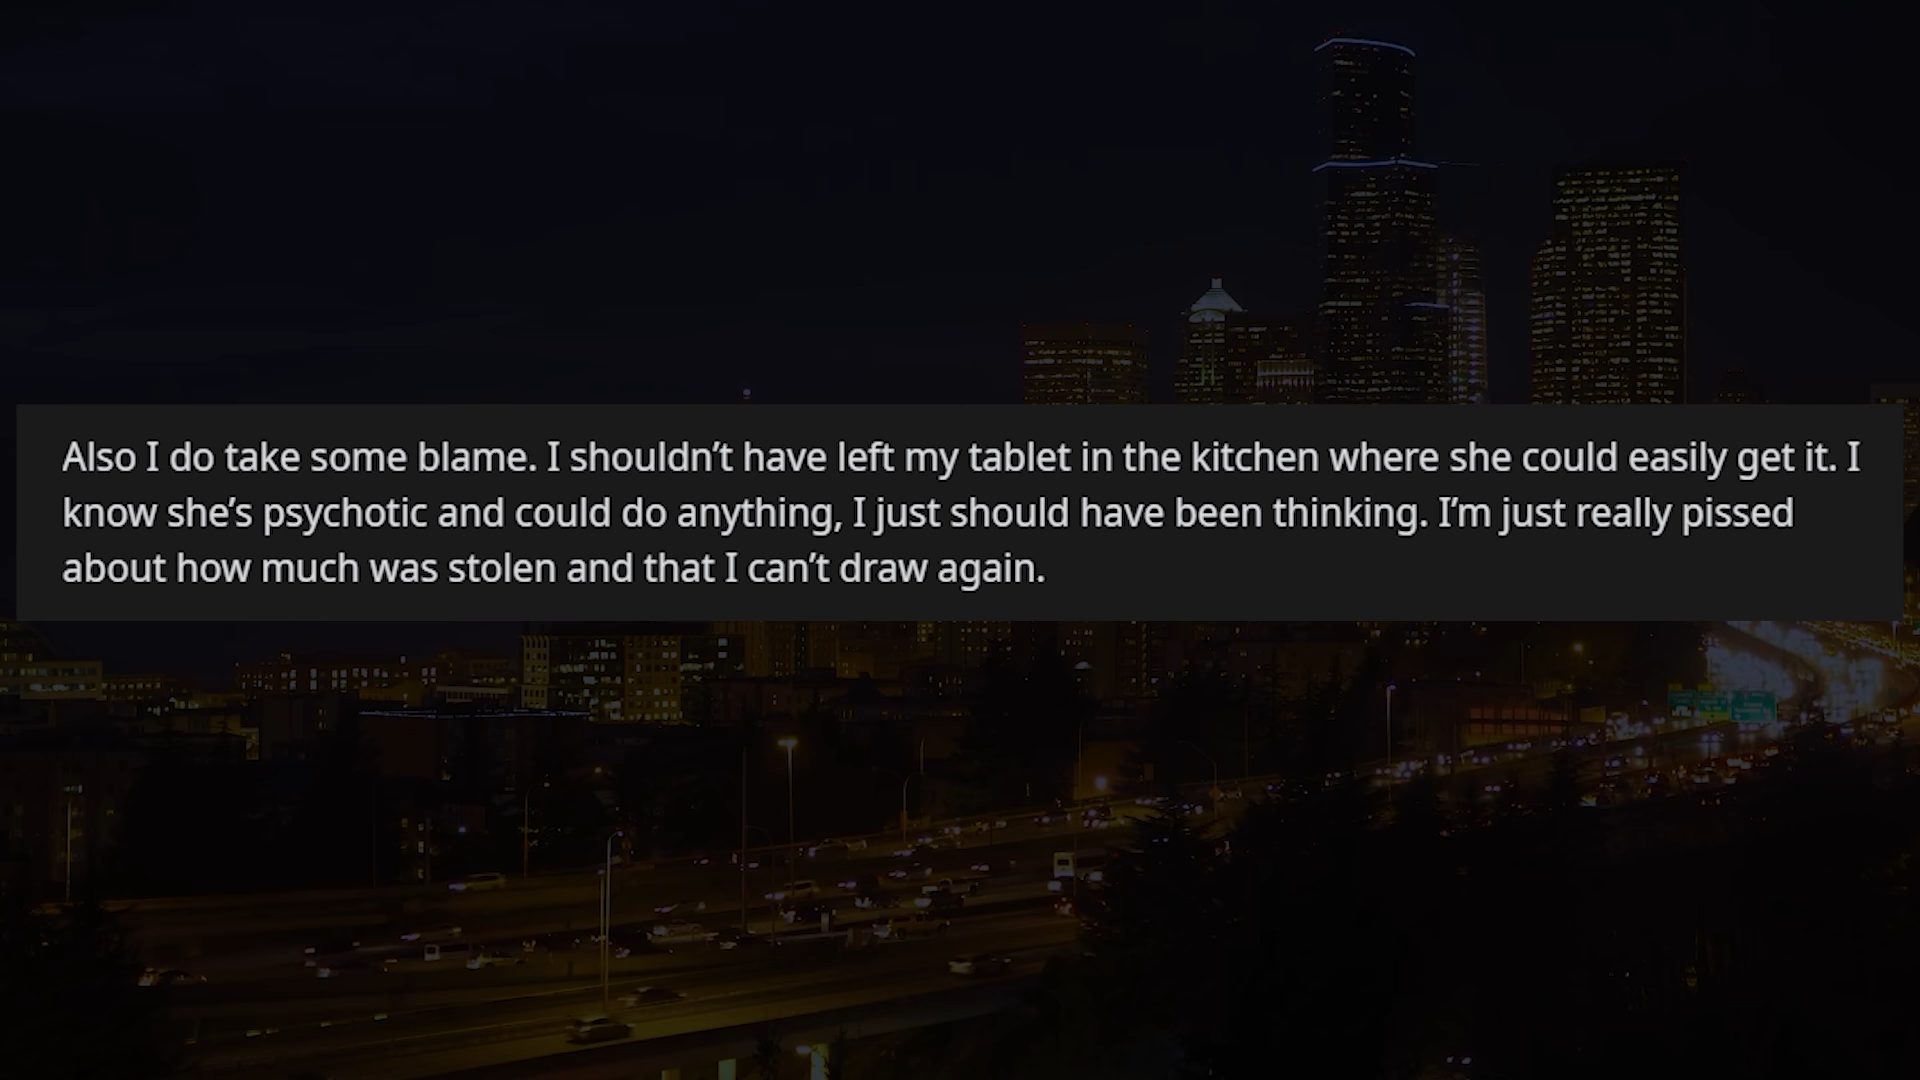 Also I do take some blame. I shouldn’t have left my tablet in the kitchen where she could easily get it. I
know she’s psychotic and could do anything, I just should have been thinking. I’m just really pissed
about how much was stolen and that I can’t draw again.